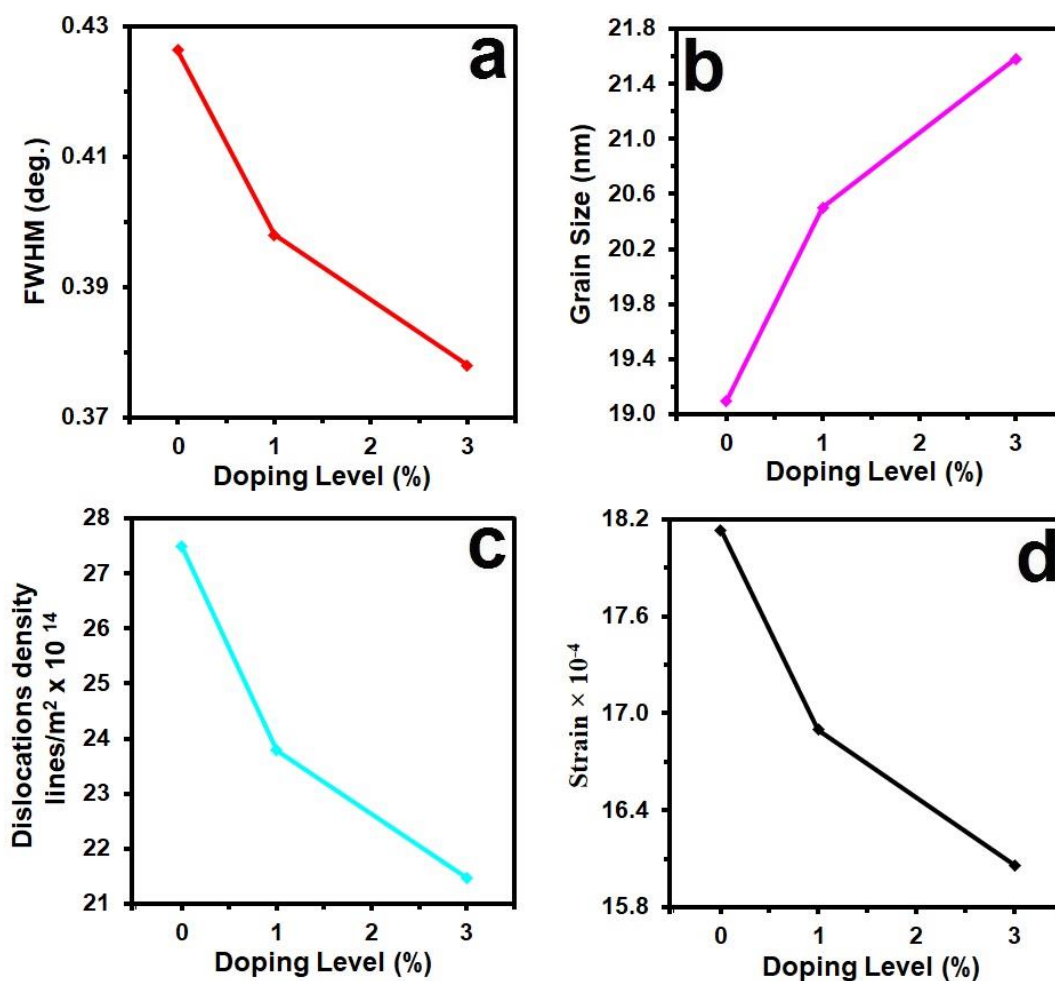 a
FWHM (deg.)
0.43
0.41
0.39
0.37
0 1 2 3
Doping Level (%)
b
Grain Size (nm)
21.8
21.4
21.0
20.6
20.2
19.8
19.4
19.0
0 1 2 3
Doping Level (%)
c
Dislocations density
lines/m² x 10 ¹⁴
28
27
26
25
24
23
22
21
0 1 2 3
Doping Level (%)
d
Strain × 10⁻⁴
18.2
17.6
17.0
16.4
15.8
0 1 2 3
Doping Level (%)